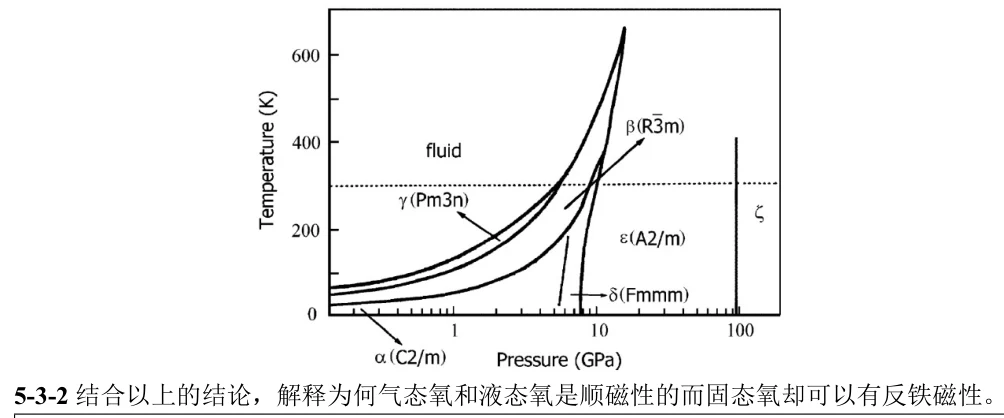 600
400
200
0
Temperature (K)
fluid
β(R3̅m)
γ(Pm3n)
ε(A2/m)
ζ
δ(Fmmm)
α(C2/m)
1
10
100
Pressure (GPa)
5-3-2 结合以上的结论，解释为何气态氧和液态氧是顺磁性的而固态氧却可以有反铁磁性。